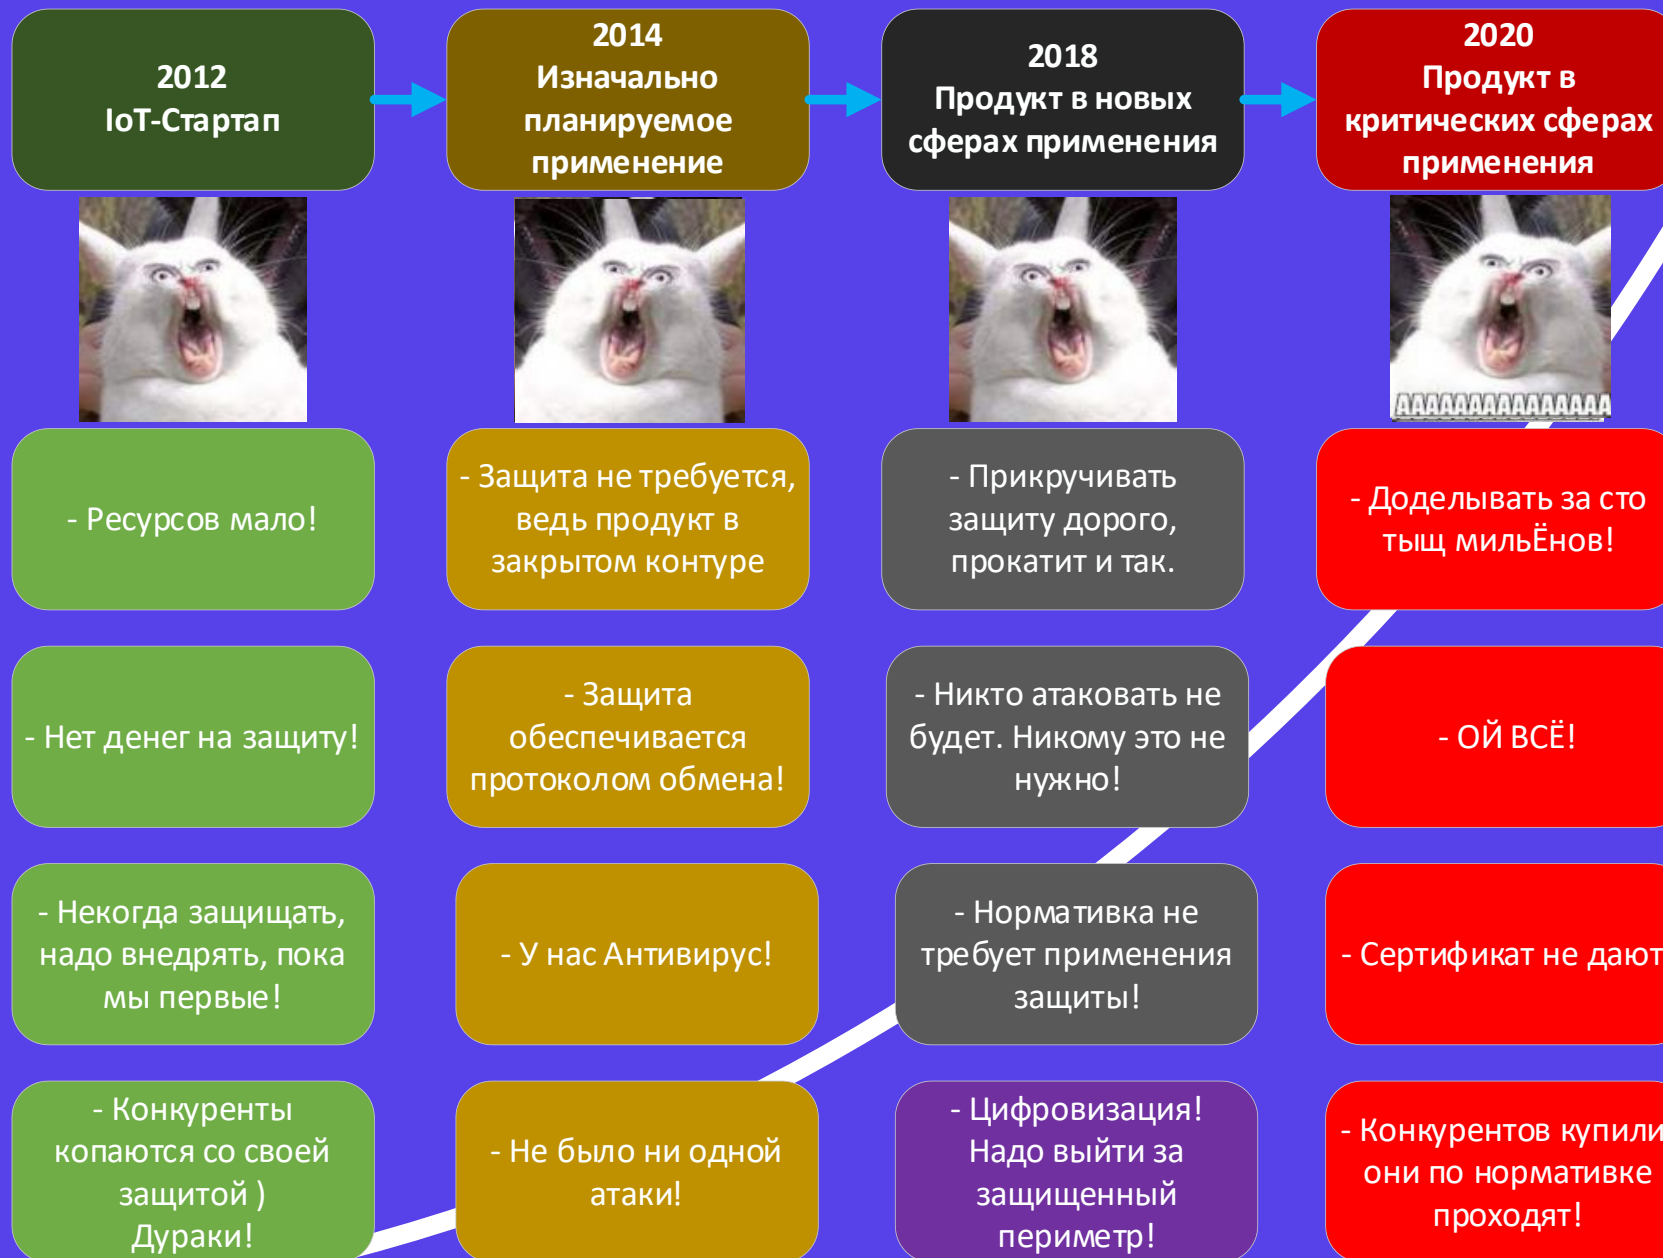 2012
IoT-Стартап
2014
Изначально
планируемое
применение
2018
Продукт в новых
сферах применения
2020
Продукт в
критических сферах
применения
АААААААААААААААА
- Ресурсов мало!
- Защита не требуется,
ведь продукт в
закрытом контуре
- Прикручивать
защиту дорого,
прокатит и так.
- Доделывать за сто
тыщ мильЁнов!
- Нет денег на защиту!
- Защита
обеспечивается
протоколом обмена!
- Никто атаковать не
будет. Никому это не
нужно!
- ОЙ ВСЁ!
- Некогда защищать,
надо внедрять, пока
мы первые!
- У нас Антивирус!
- Нормативка не
требует применения
защиты!
- Сертификат не дают
- Конкуренты
копаются со своей
защитой )
Дураки!
- Не было ни одной
атаки!
- Цифровизация!
Надо выйти за
защищенный
периметр!
- Конкурентов купили
они по нормативке
проходят!